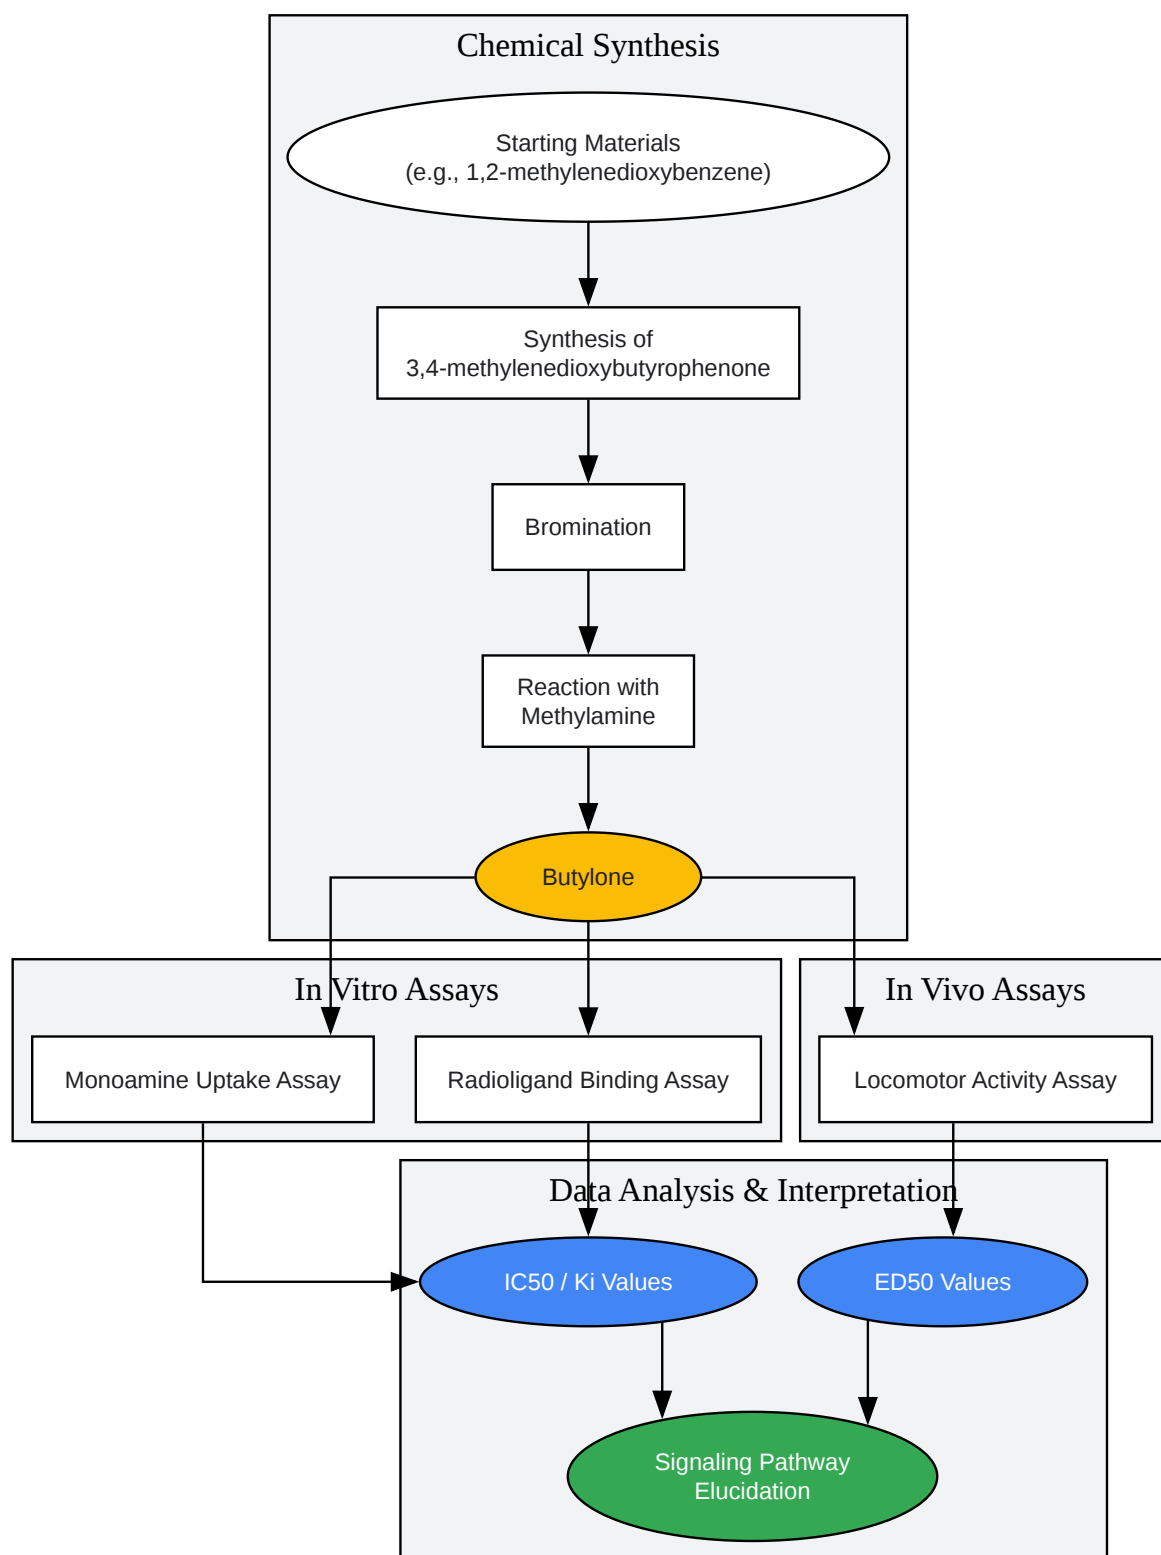 Chemical Synthesis
Starting Materials
(e.g., 1,2-methylenedioxybenzene)
Synthesis of
3,4-methylenedioxybutyrophenone
Bromination
Reaction with
Methylamine
Butylone
In Vitro Assays
In Vivo Assays
Monoamine Uptake Assay
Radioligand Binding Assay
Locomotor Activity Assay
Data Analysis & Interpretation
IC50 / Ki Values
ED50 Values
Signaling Pathway
Elucidation